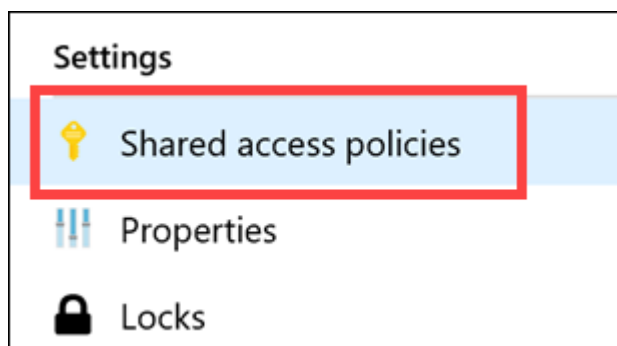 Settings
Shared access policies
Properties
Locks